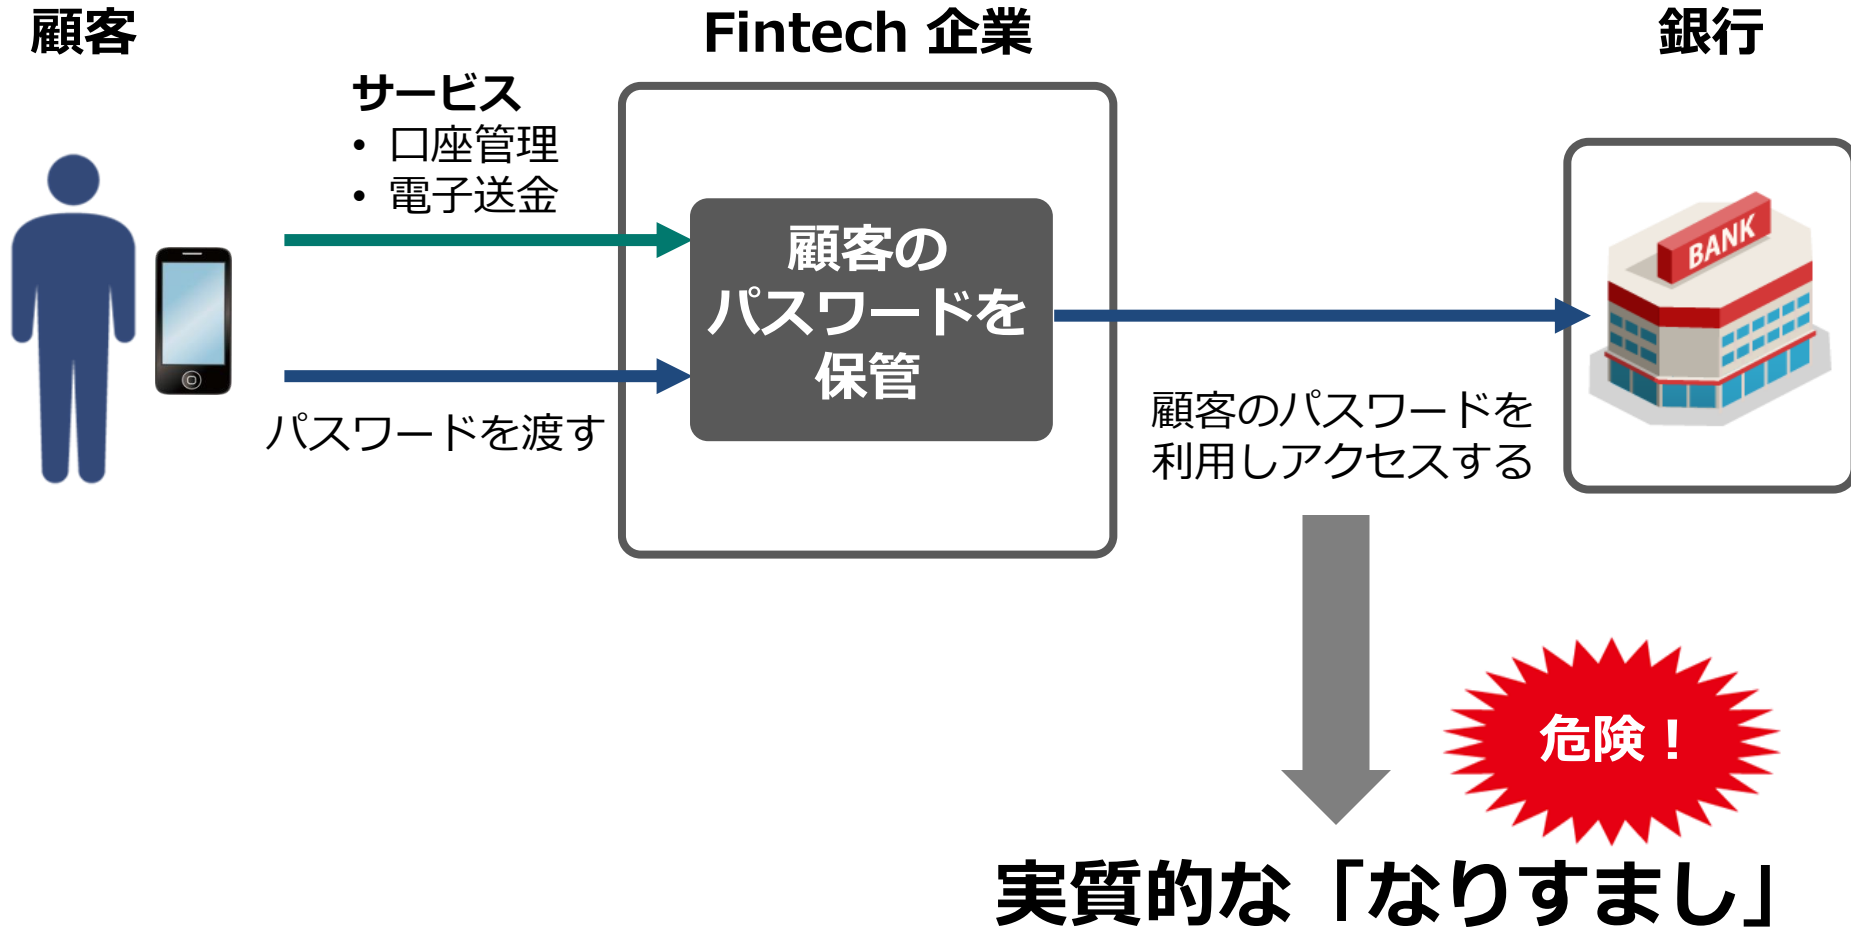 顧客
Fintech 企業
銀行
サービス
• 口座管理
• 電子送金
顧客の
パスワードを
保管
BANK
パスワードを渡す
顧客のパスワードを
利用しアクセスする
危険！
実質的な「なりすまし」